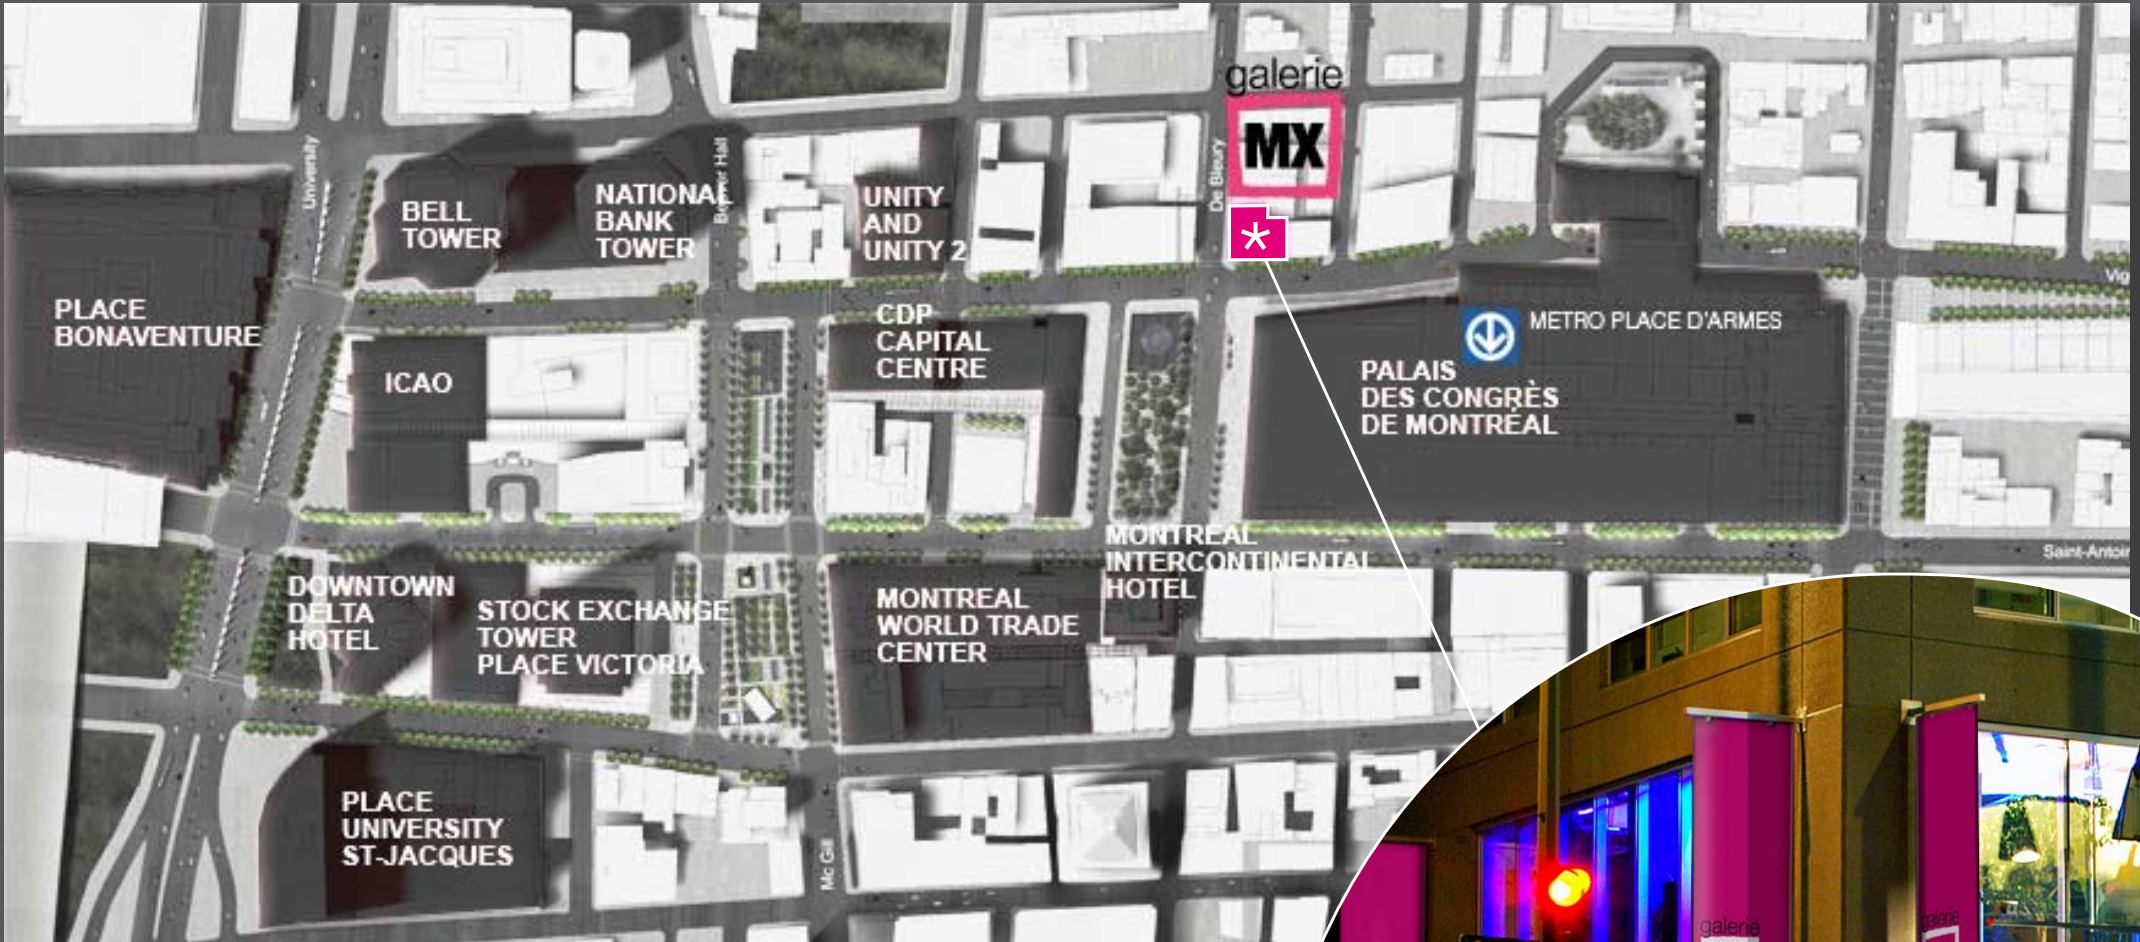 galerie
MX
*
University
Beaver Hall
De Bleury
BELL
TOWER
NATIONAL
BANK
TOWER
UNITY
AND
UNITY 2
PLACE
BONAVENTURE
ICAO
CDP
CAPITAL
CENTRE
METRO PLACE D'ARMES
PALAIS
DES CONGRÈS
DE MONTRÉAL
Vig
MONTREAL
INTERCONTINENTAL
HOTEL
Saint-Antoin
DOWNTOWN
DELTA
HOTEL
STOCK EXCHANGE
TOWER
PLACE VICTORIA
MONTREAL
WORLD TRADE
CENTER
PLACE
UNIVERSITY
ST-JACQUES
Mc Gill
galerie
galerie